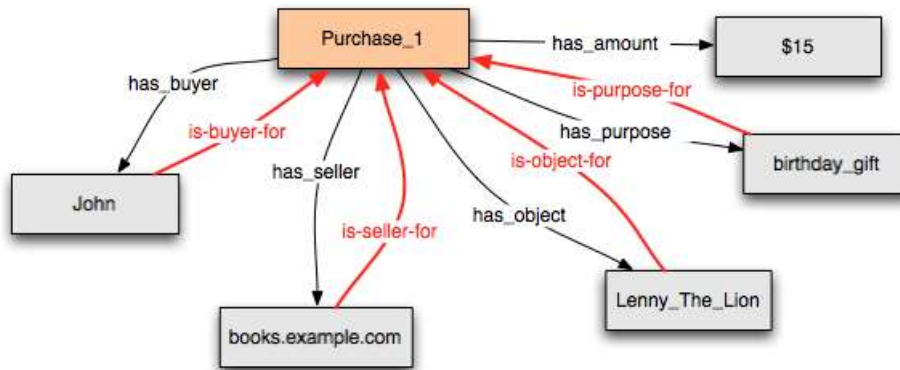 Purchase_1
has_amount
$15
has_buyer
is-purpose-for
is-buyer-for
has_purpose
is-object-for
birthday_gift
has_seller
John
has_object
is-seller-for
Lenny_The_Lion
books.example.com